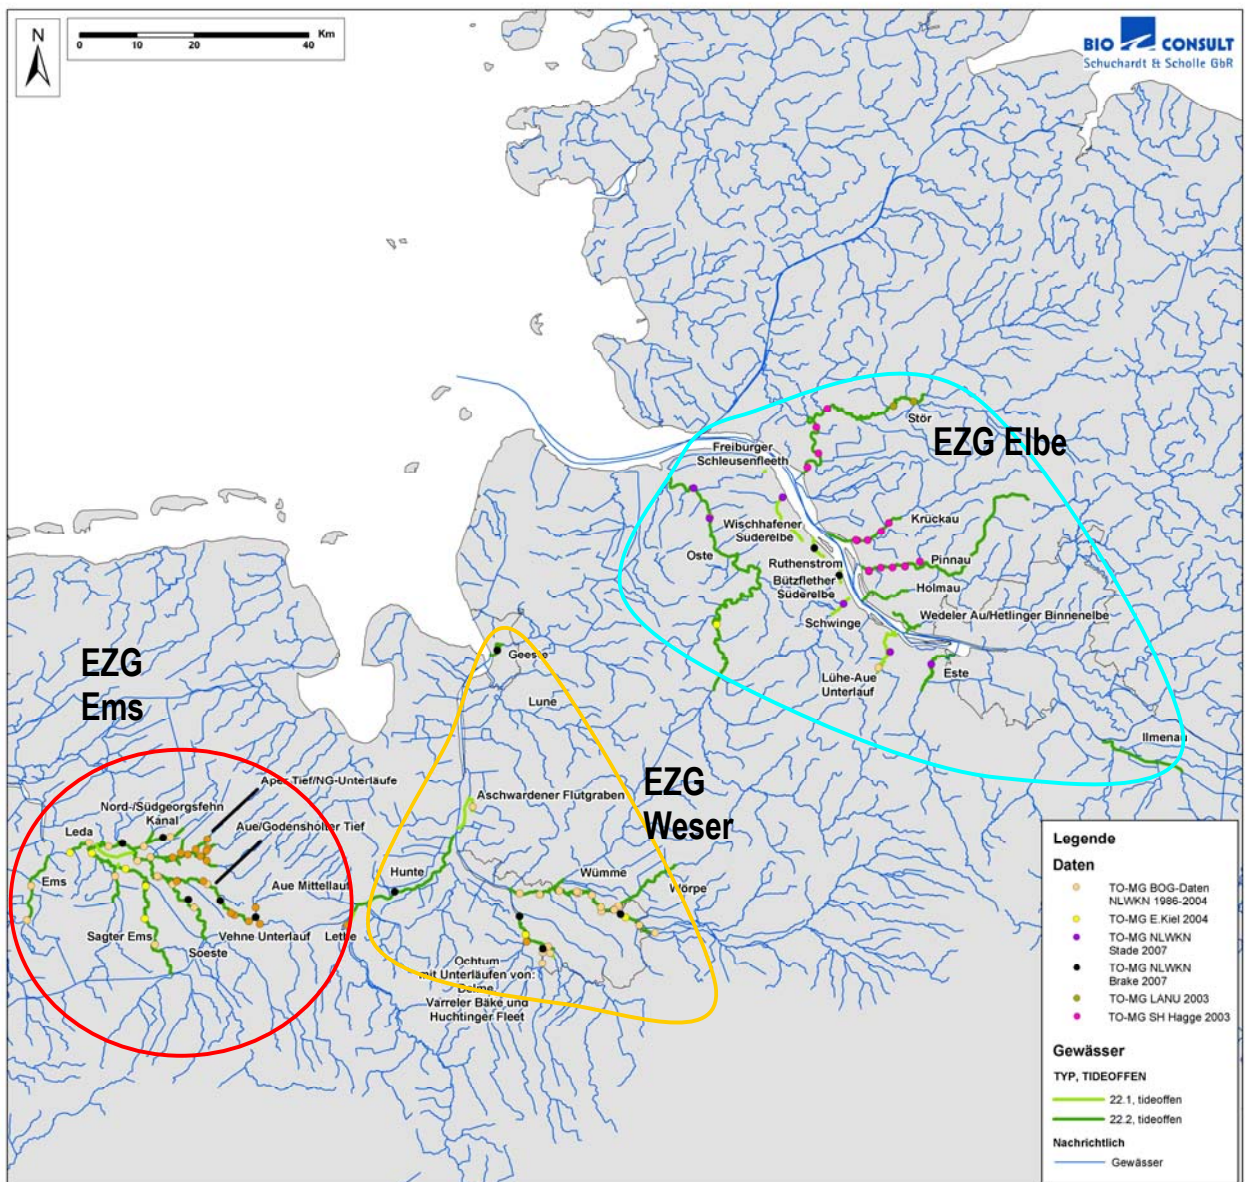 N
0 10 20 40 Km
BIO CONSULT
Schuchardt & Scholle GbR
Stör
EZG Elbe
Freiburger
Schleusenfleeth
Krückau
Wischhafener
Süderelbe
Oste
Ruthenstrom
Pinnau
Bützflether
Süderelbe
Holmau
Schwinge
Wedeler Au/Hetlinger Binnenelbe
Lühe-Aue
Unterlauf
Este
Ilmenau
EZG
Ems
Geeste
Lune
EZG
Weser
Aper Tief/NG-Unterläufe
Nord-/Südgeorgsfehn
Kanal
Aschwardener Flutgraben
Leda
Aue/Godensholter Tief
Ems
Aue Mittellauf
Hunte
Wümme
Wörpe
Sagter Ems
Vehne Unterlauf
Lethe
Soeste
Ochtum
mit Unterläufen von:
Delme
Varreler Bäke und
Huchtinger Fleet
Legende
Daten
TO-MG BOG-Daten
NLWKN 1986-2004
TO-MG E.Kiel 2004
TO-MG NLWKN
Stade 2007
TO-MG NLWKN
Brake 2007
TO-MG LANU 2003
TO-MG SH Hagge 2003
Gewässer
TYP, TIDEOFFEN
22.1, tideoffen
22.2, tideoffen
Nachrichtlich
Gewässer